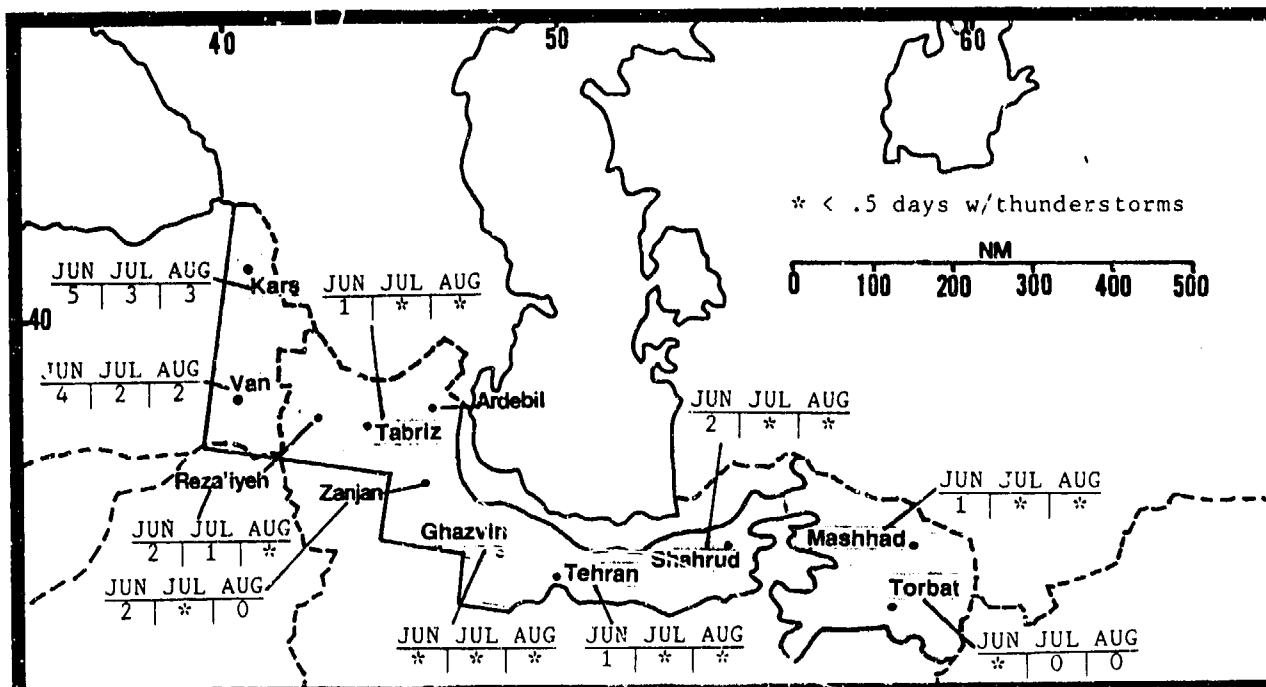 40
50
60
* < .5 days w/thunderstorms
NM
0 100 200 300 400 500
JUN JUL AUG
5 3 3
Kars
JUN JUL AUG
1 * *
40
JUN JUL AUG
4 2 2
Van
Ardebil
Tabriz
JUN JUL AUG
2 * *
Reza'iyeh
Zanjan
JUN JUL AUG
1 * *
JUN JUL AUG
2 1 *
Ghazvin
Shahrud
Mashhad
Tehran
Torbat
JUN JUL AUG
2 * 0
JUN JUL AUG
* * *
JUN JUL AUG
1 * *
JUN JUL AUG
* 0 0